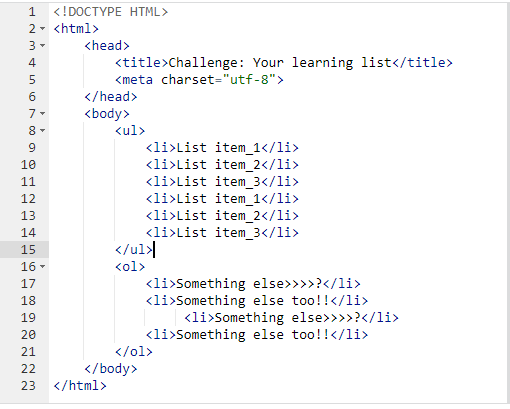 1 <!DOCTYPE HTML>
2 <html>
3 <head>
4 <title>Challenge: Your learning list</title>
5 <meta charset="utf-8">
6 </head>
7 <body>
8 <ul>
9 <li>List item_1</li>
10 <li>List item_2</li>
11 <li>List item_3</li>
12 <li>List item_1</li>
13 <li>List item_2</li>
14 <li>List item_3</li>
15 </ul>
16 <ol>
17 <li>Something else>>>>?</li>
18 <li>Something else too!!</li>
19 <li>Something else>>>>?</li>
20 <li>Something else too!!</li>
21 </ol>
22 </body>
23 </html>